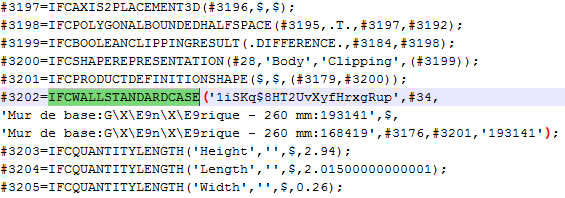 #3197=IFCAXIS2PLACEMENT3D(#3196,$,$);
#3198=IFCPOLYGONALBOUNDEDHALFSPACE(#3195,.T.,#3197,#3192);
#3199=IFCBOOLEANCLIPPINGRESULT(.DIFFERENCE.,#3184,#3198);
#3200=IFCSHAPEREPRESENTATION(#28,'Body','Clipping',(#3199));
#3201=IFCPRODUCTDEFINITIONSHAPE($,$,(#3179,#3200));
#3202=IFCWALLSTANDARDCASE('1iSKq$8HT2UvXyfHrxgRup',#34,
'Mur de base:G\X\E9n\X\E9rique - 260 mm:193141',$,
'Mur de base:G\X\E9n\X\E9rique - 260 mm:168419',#3176,#3201,'193141');
#3203=IFCQUANTITYLENGTH('Height','',$,2.94);
#3204=IFCQUANTITYLENGTH('Length','',$,2.01500000000001);
#3205=IFCQUANTITYLENGTH('Width','',$,0.26);